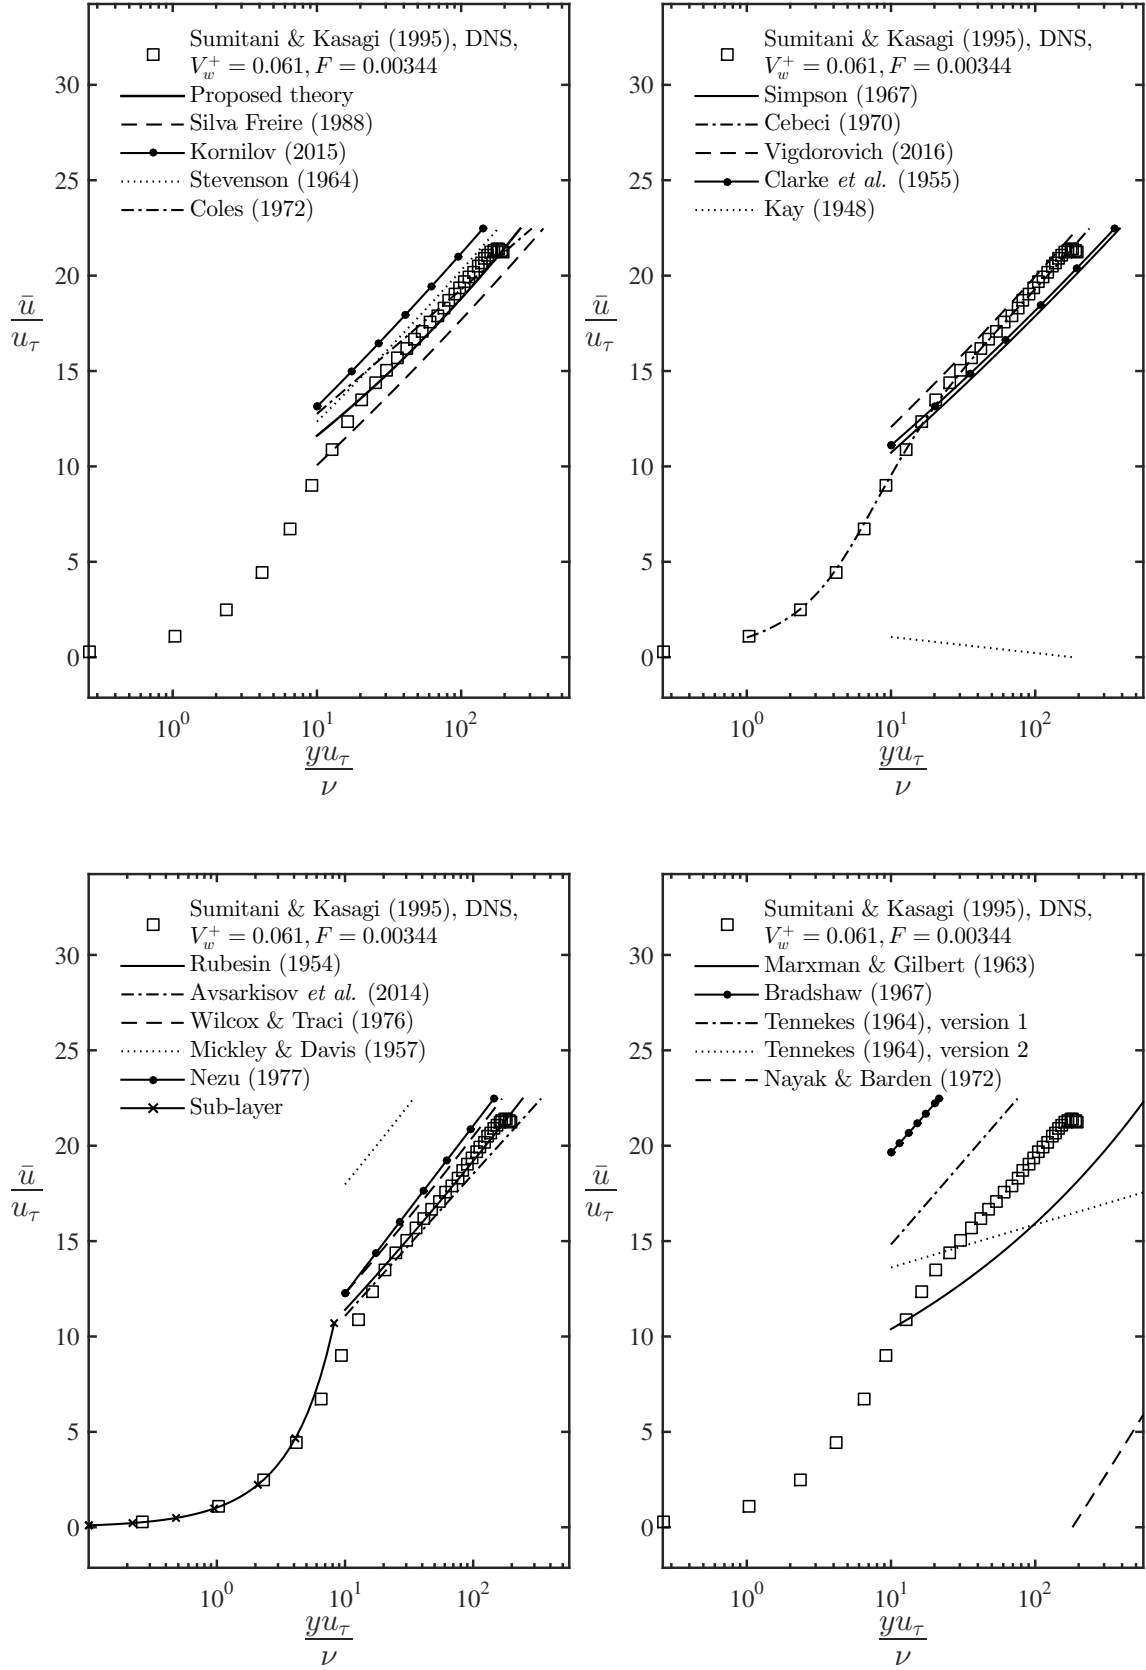 Sumitani & Kasagi (1995), DNS,
V_w^+ = 0.061, F = 0.00344
Proposed theory
Silva Freire (1988)
Kornilov (2015)
Stevenson (1964)
Coles (1972)
30
25
20
15
10
5
0
ū
u_τ
10^0
10^1
10^2
yu_τ
ν
Sumitani & Kasagi (1995), DNS,
V_w^+ = 0.061, F = 0.00344
Simpson (1967)
Cebeci (1970)
Vigdorovich (2016)
Clarke et al. (1955)
Kay (1948)
30
25
20
15
10
5
0
ū
u_τ
10^0
10^1
10^2
yu_τ
ν
Sumitani & Kasagi (1995), DNS,
V_w^+ = 0.061, F = 0.00344
Rubesin (1954)
Avsarkisov et al. (2014)
Wilcox & Traci (1976)
Mickley & Davis (1957)
Nezu (1977)
Sub-layer
30
25
20
15
10
5
0
ū
u_τ
10^0
10^1
10^2
yu_τ
ν
Sumitani & Kasagi (1995), DNS,
V_w^+ = 0.061, F = 0.00344
Marxman & Gilbert (1963)
Bradshaw (1967)
Tennekes (1964), version 1
Tennekes (1964), version 2
Nayak & Barden (1972)
30
25
20
15
10
5
0
ū
u_τ
10^0
10^1
10^2
yu_τ
ν